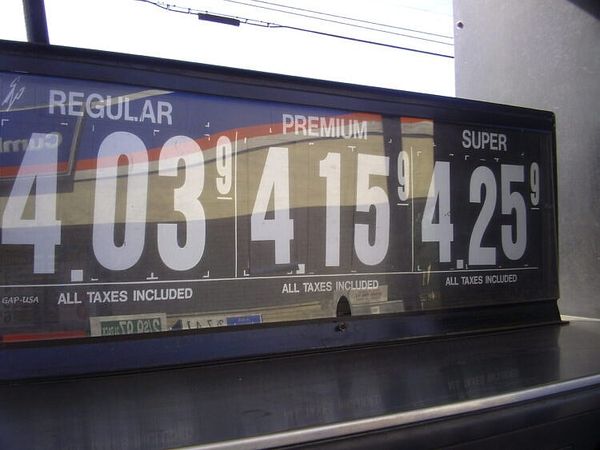 REGULAR
4.03 9
ALL TAXES INCLUDED
PREMIUM
4.15 9
ALL TAXES INCLUDED
SUPER
4.25 9
ALL TAXES INCLUDED
GAP-USA